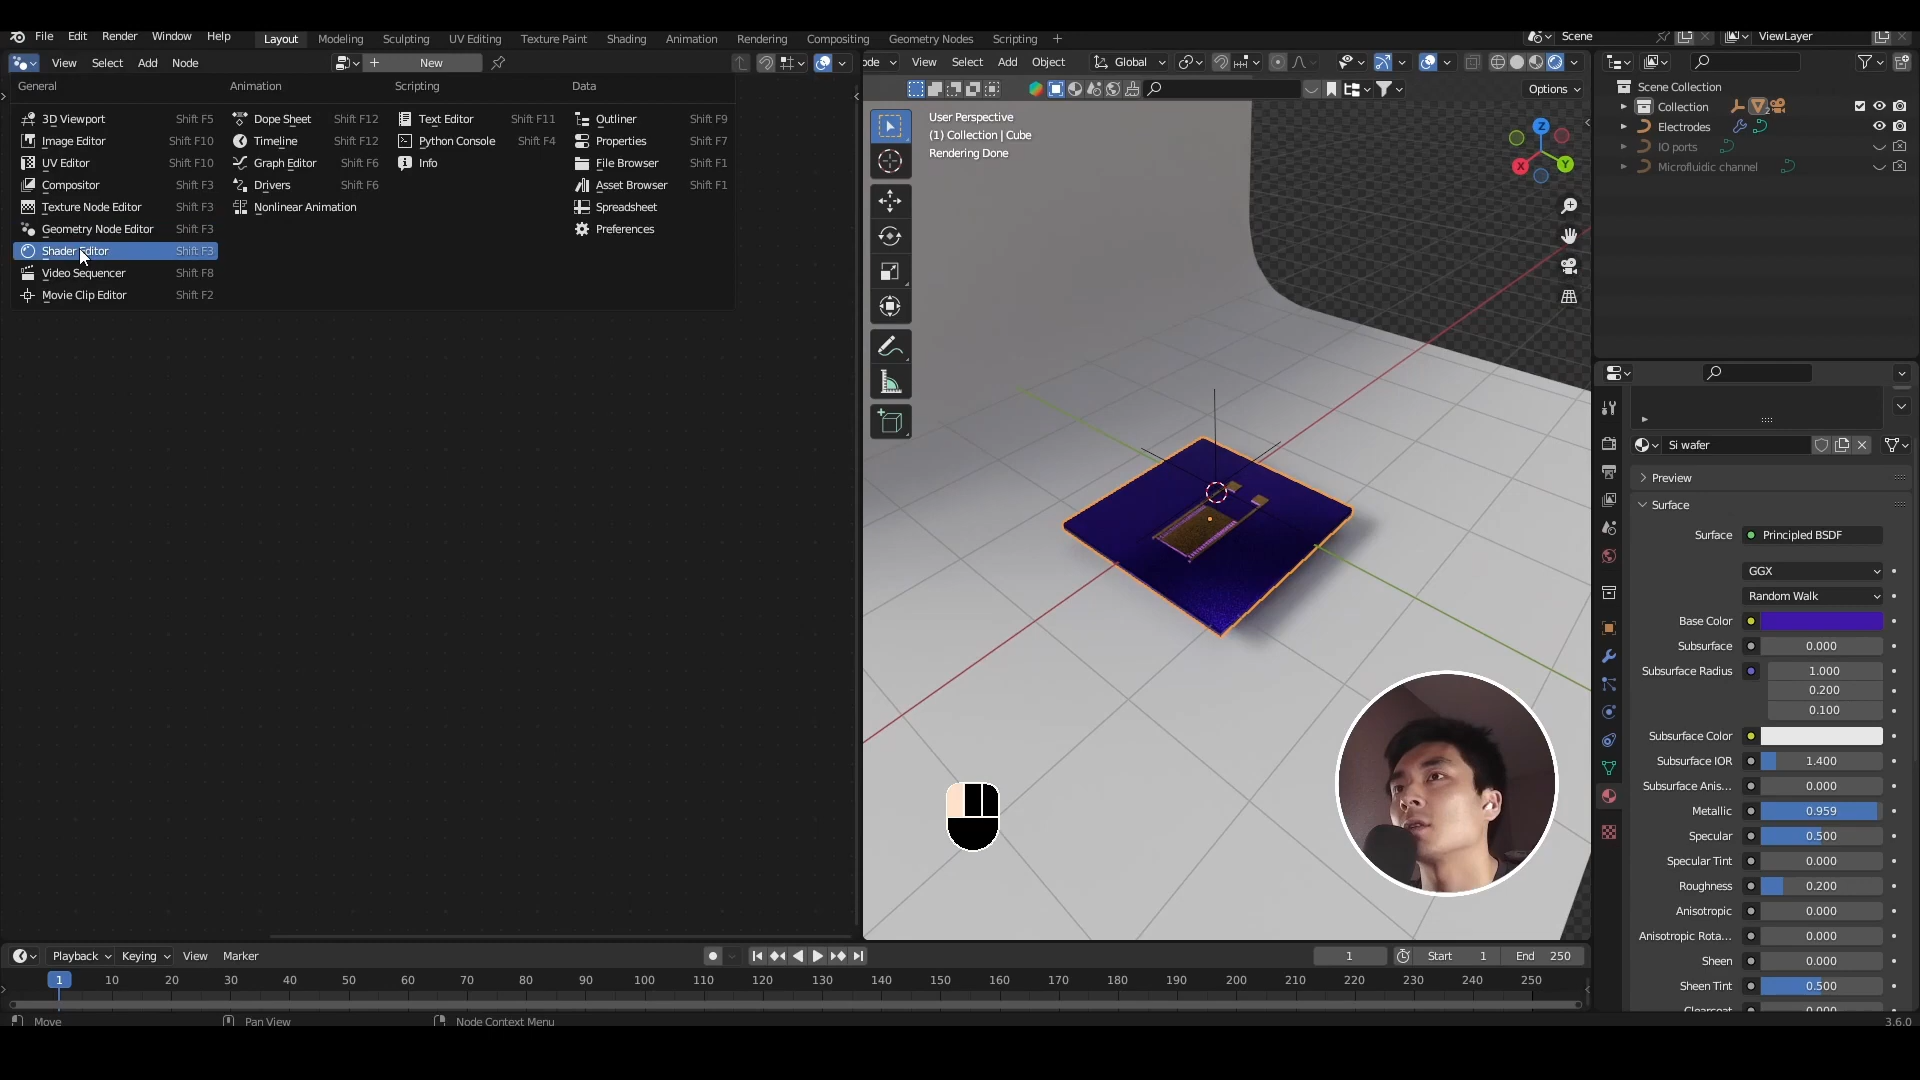 File Edit Render Window Help Layout Modeling Sculpting UV Editing Texture Paint Shading Animation Rendering Compositing Geometry Nodes Scripting + Scene ViewLayer
View Select Add Node + New
ode View Select Add Object Global
Options
General
3D Viewport Shift F5
Image Editor Shift F10
UV Editor Shift F10
Compositor Shift F3
Texture Node Editor Shift F3
Geometry Node Editor Shift F3
Shader Editor Shift F3
Video Sequencer Shift F8
Movie Clip Editor Shift F2
Animation
Dope Sheet Shift F12
Timeline Shift F12
Graph Editor Shift F6
Drivers Shift F6
Nonlinear Animation
Scripting
Text Editor Shift F11
Python Console Shift F4
Info
Data
Outliner Shift F9
Properties Shift F7
File Browser Shift F1
Asset Browser Shift F1
Spreadsheet
Preferences
User Perspective
(1) Collection | Cube
Rendering Done
Z
X
Y
Scene Collection
Collection 2
Electrodes
IO ports
Microfluidic channel
Si wafer
Preview
Surface
Surface Principled BSDF
GGX
Random Walk
Base Color
Subsurface 0.000
Subsurface Radius 1.000
0.200
0.100
Subsurface Color
Subsurface IOR 1.400
Subsurface Anis... 0.000
Metallic 0.959
Specular 0.500
Specular Tint 0.000
Roughness 0.200
Anisotropic 0.000
Anisotropic Rota... 0.000
Sheen 0.000
Sheen Tint 0.500
Clearcoat 0.000
Playback Keying View Marker 1 Start 1 End 250
1 10 20 30 40 50 60 70 80 90 100 110 120 130 140 150 160 170 180 190 200 210 220 230 240 250
Move Pan View Node Context Menu 3.6.0